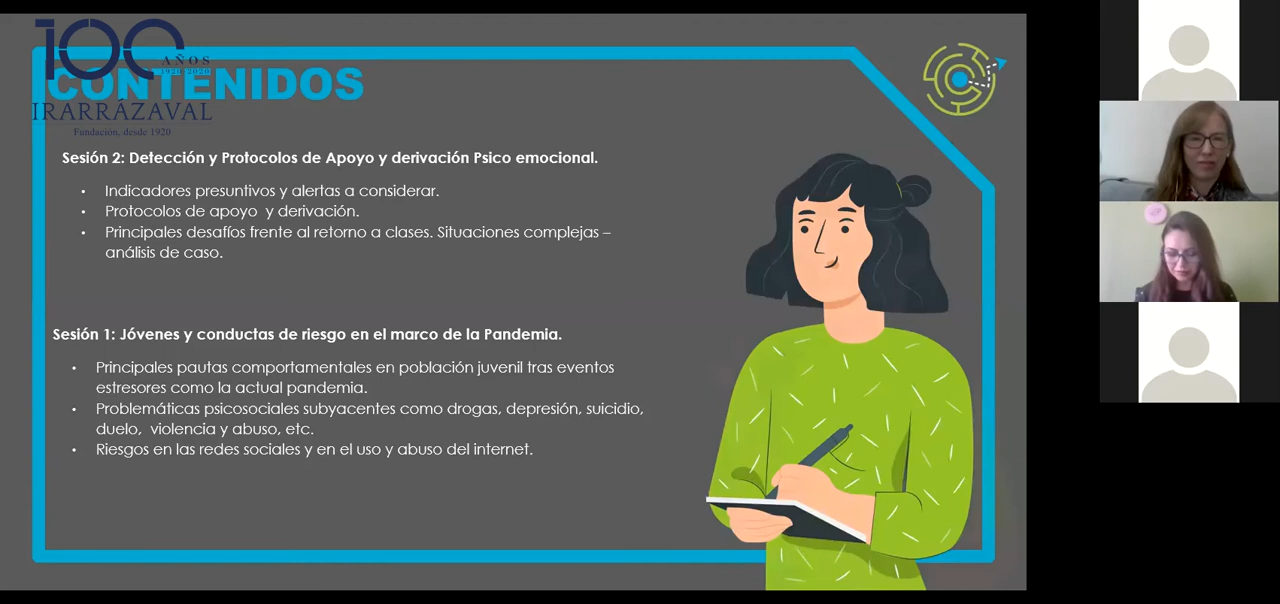 100
AÑOS
1920-2020
CONTENIDOS
IRARRÁZAVAL
Fundación, desde 1920
Sesión 2: Detección y Protocolos de Apoyo y derivación Psico emocional.
• Indicadores presuntivos y alertas a considerar.
• Protocolos de apoyo y derivación.
• Principales desafíos frente al retorno a clases. Situaciones complejas –
análisis de caso.
Sesión 1: Jóvenes y conductas de riesgo en el marco de la Pandemia.
• Principales pautas comportamentales en población juvenil tras eventos
estresores como la actual pandemia.
• Problemáticas psicosociales subyacentes como drogas, depresión, suicidio,
duelo, violencia y abuso, etc.
• Riesgos en las redes sociales y en el uso y abuso del internet.